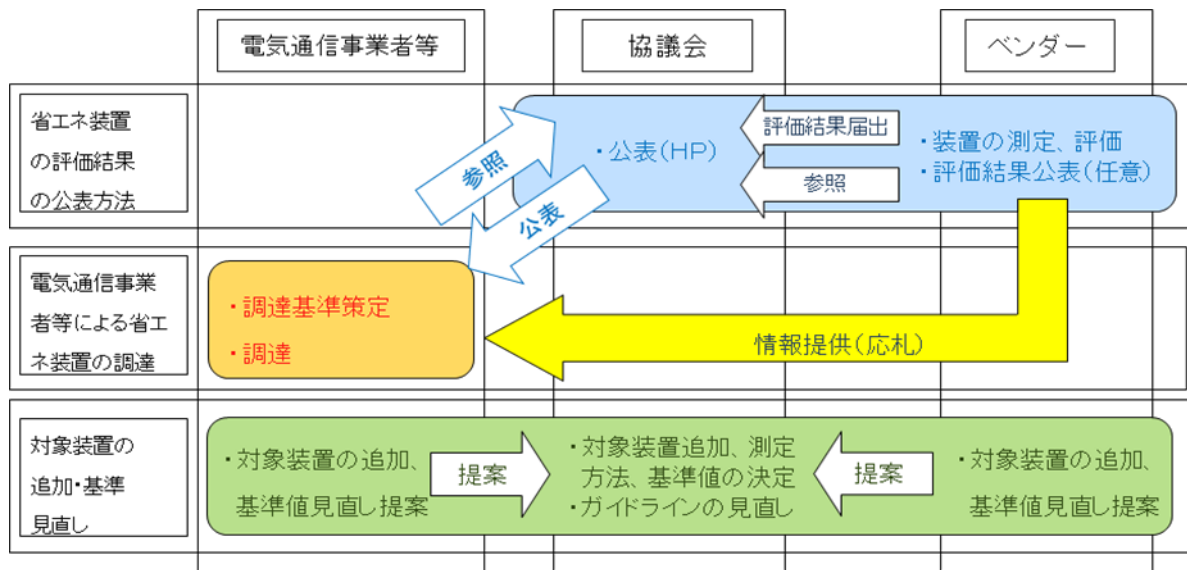 電気通信事業者等
協議会
ベンダー
省エネ装置
の評価結果
の公表方法
参照
公表
・公表(HP)
評価結果届出
参照
・装置の測定、評価
・評価結果公表(任意)
電気通信事業
者等による省エ
ネ装置の調達
・調達基準策定
・調達
情報提供(応札)
対象装置の
追加・基準
見直し
・対象装置の追加、
基準値見直し提案
提案
・対象装置追加、測定
方法、基準値の決定
・ガイドラインの見直し
提案
・対象装置の追加、
基準値見直し提案